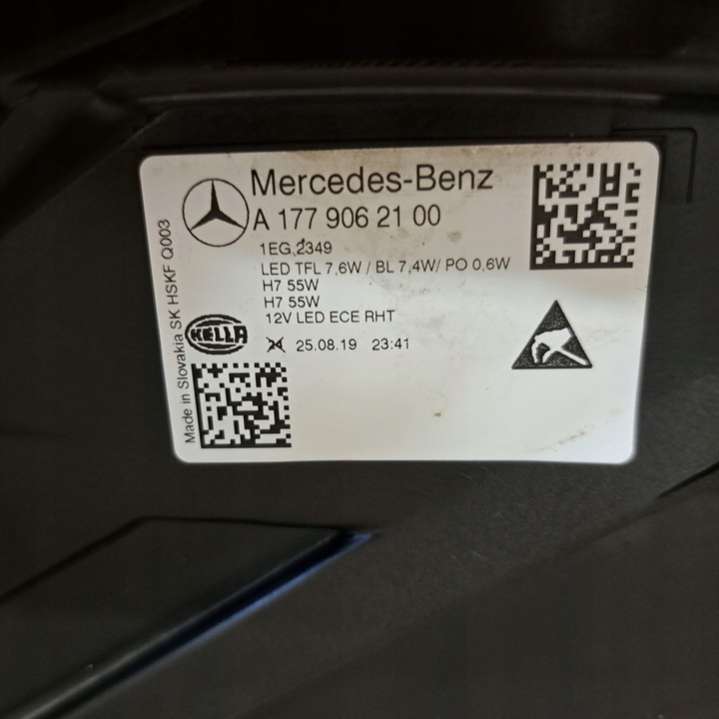 Mercedes-Benz
A 177 906 21 00
1EG,2349
LED TFL 7,6W / BL 7,4W/ PO 0,6W
H7 55W
H7 55W
12V LED ECE RHT
HELLA
25.08.19 23:41
Made in Slovakia SK HSKF Q003